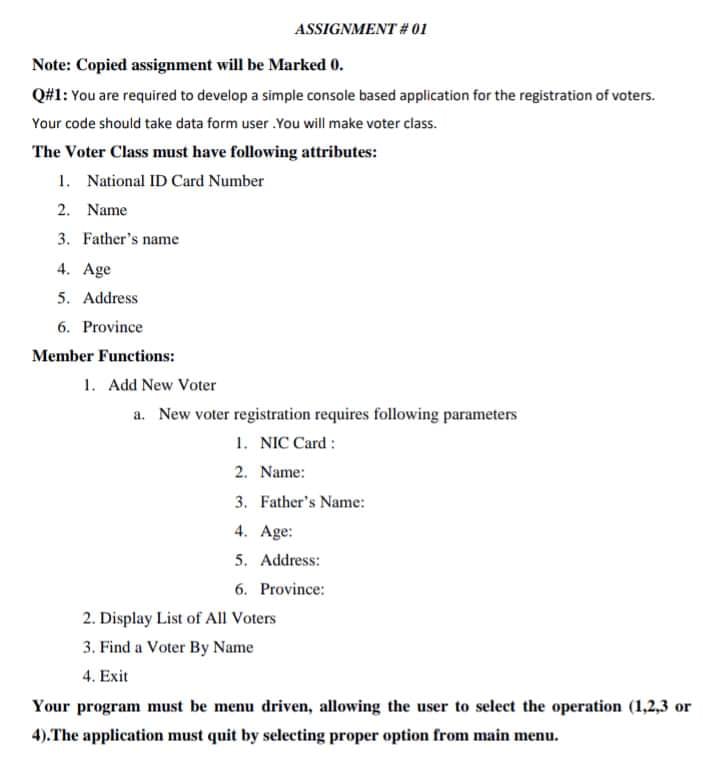 ASSIGNMENT # 01
Note: Copied assignment will be Marked 0.
Q#1: You are required to develop a simple console based application for the registration of voters.
Your code should take data form user .You will make voter class.
The Voter Class must have following attributes:
1. National ID Card Number
2. Name
3. Father's name
4. Age
5. Address
6. Province
Member Functions:
1. Add New Voter
a. New voter registration requires following parameters
1. NIC Card :
2. Name:
3. Father's Name:
4. Age:
5. Address:
6. Province:
2. Display List of All Voters
3. Find a Voter By Name
4. Exit
Your program must be menu driven, allowing the user to select the operation (1,2,3 or
4).The application must quit by selecting proper option from main menu.